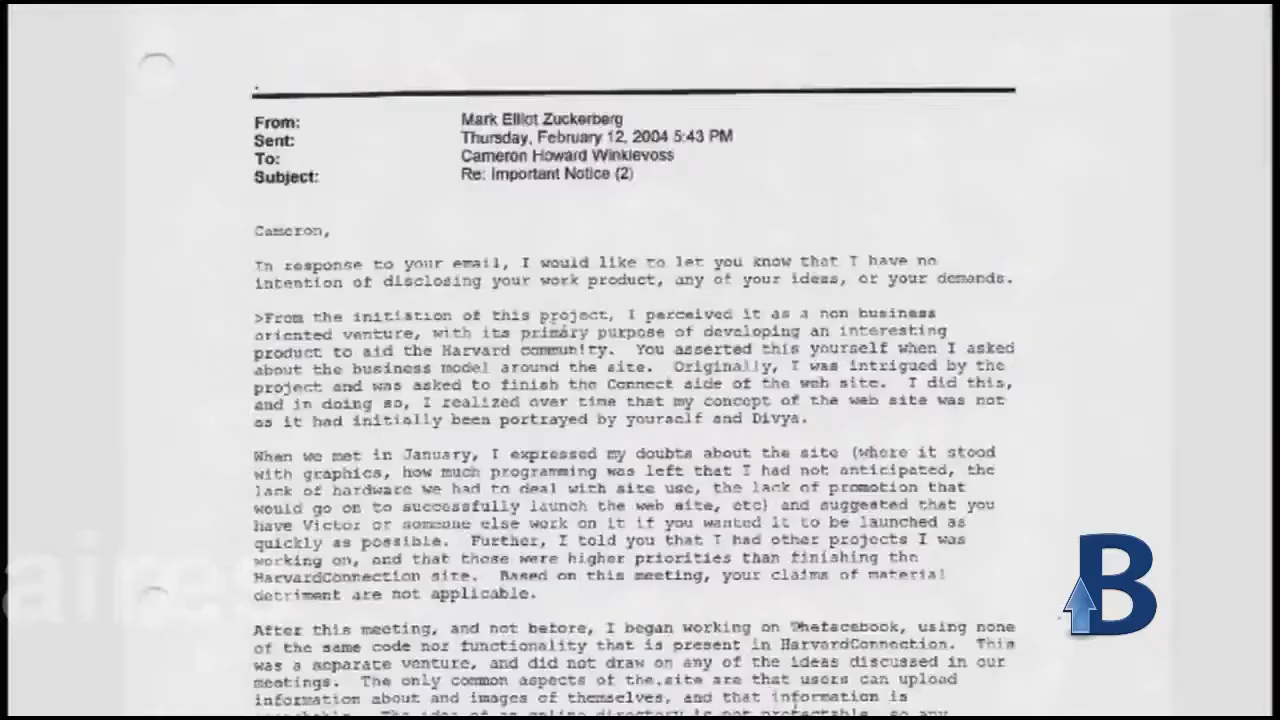 From: Mark Elliot Zuckerberg
Sent: Thursday, February 12, 2004 5:43 PM
To: Cameron Howard Winklevoss
Subject: Re: Important Notice (2)
Cameron,
In response to your email, I would like to let you know that I have no
intention of disclosing your work product, any of your ideas, or your demands.
>From the initiation of this project, I perceived it as a non business
oriented venture, with its primary purpose of developing an interesting
product to aid the Harvard community. You asserted this yourself when I asked
about the business model around the site. Originally, I was intrigued by the
project and was asked to finish the Connect side of the web site. I did this,
and in doing so, I realized over time that my concept of the web site was not
as it had initially been portrayed by yourself and Divya.
When we met in January, I expressed my doubts about the site (where it stood
with graphics, how much programming was left that I had not anticipated, the
lack of hardware we had to deal with site use, the lack of promotion that
would go on to successfully launch the web site, etc) and suggested that you
have Victor or someone else work on it if you wanted it to be launched as
quickly as possible. Further, I told you that I had other projects I was
working on, and that those were higher priorities than finishing the
HarvardConnection site. Based on this meeting, your claims of material
detriment are not applicable.
aires
B
After this meeting, and not before, I began working on Thefacebook, using none
of the same code nor functionality that is present in HarvardConnection. This
was a separate venture, and did not draw on any of the ideas discussed in our
meetings. The only common aspects of the site are that users can upload
information about and images of themselves, and that information is
The idea of an online directory is not protectable, so any